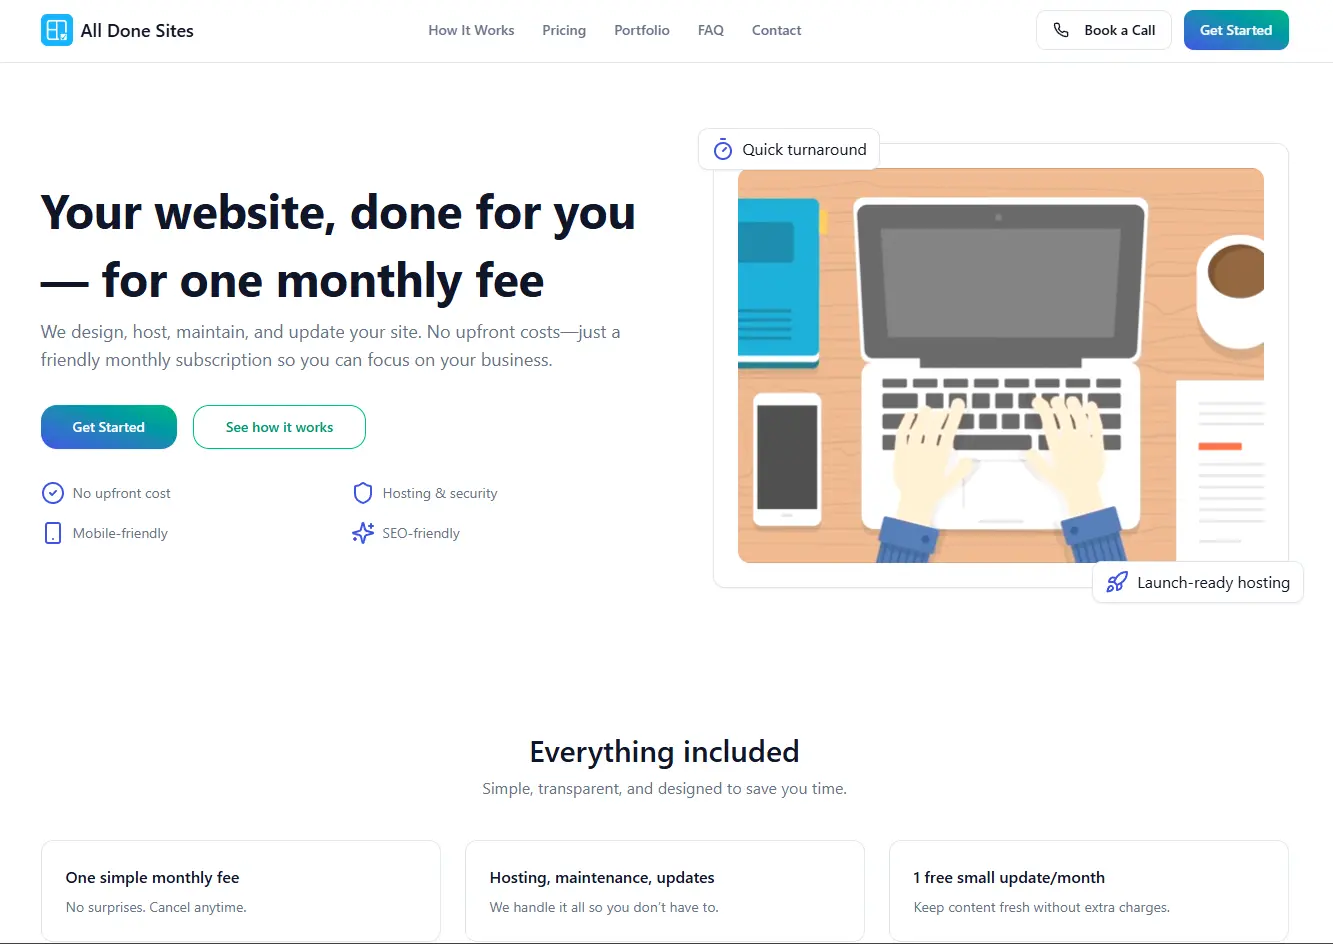 All Done Sites
How It Works
Pricing
Portfolio
FAQ
Contact
Book a Call
Get Started
Quick turnaround
Your website, done for you
— for one monthly fee
We design, host, maintain, and update your site. No upfront costs—just a
friendly monthly subscription so you can focus on your business.
Get Started
See how it works
No upfront cost
Hosting & security
Mobile-friendly
SEO-friendly
Launch-ready hosting
Everything included
Simple, transparent, and designed to save you time.
One simple monthly fee
No surprises. Cancel anytime.
Hosting, maintenance, updates
We handle it all so you don’t have to.
1 free small update/month
Keep content fresh without extra charges.